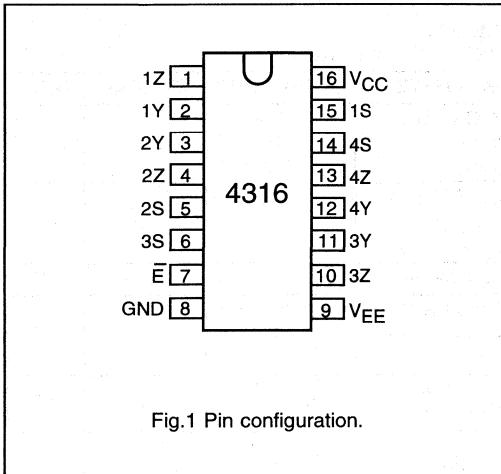 1Z 1 16 VCC
1Y 2 15 1S
2Y 3 14 4S
2Z 4 13 4Z
4316
2S 5 12 4Y
3S 6 11 3Y
E̅ 7 10 3Z
GND 8 9 VEE
Fig.1 Pin configuration.